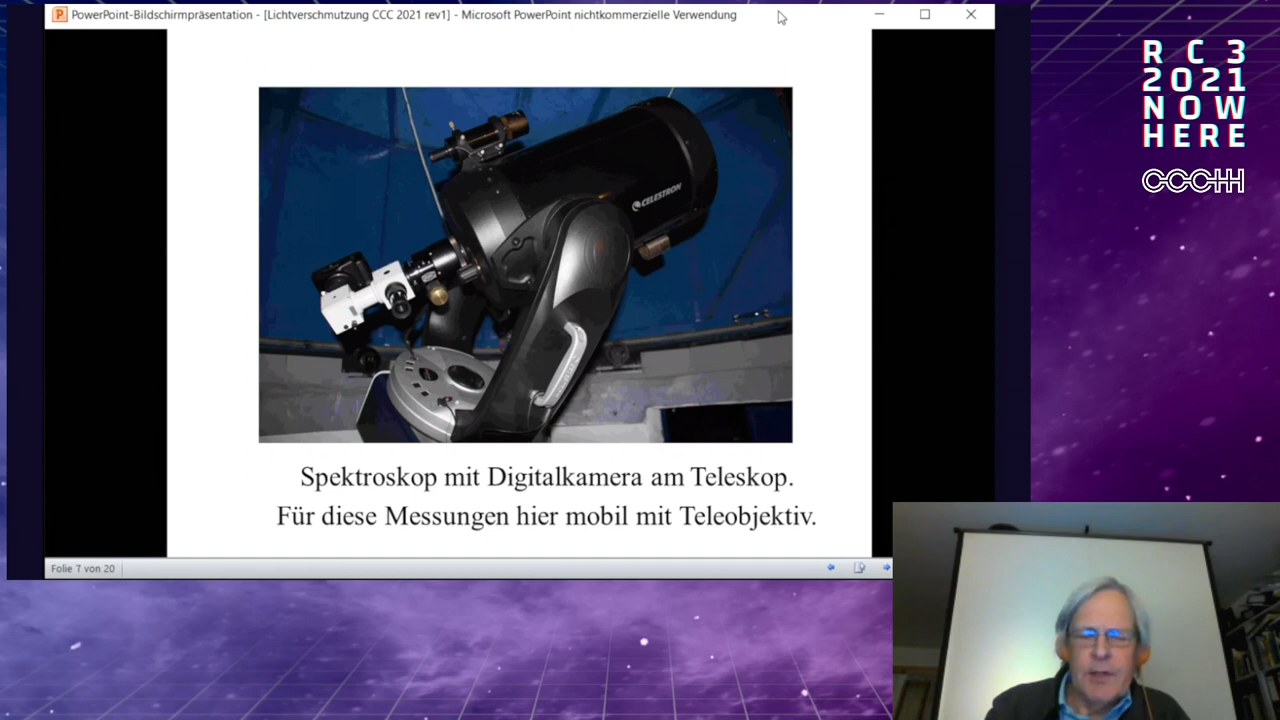 PowerPoint-Bildschirmpräsentation - [Lichtverschmutzung CCC 2021 rev1] - Microsoft PowerPoint nichtkommerzielle Verwendung
RC3
2021
NOW
HERE
CCCHH
CELESTRON
Spektroskop mit Digitalkamera am Teleskop.
Für diese Messungen hier mobil mit Teleobjektiv.
Folie 7 von 20